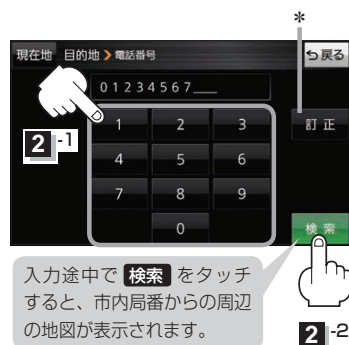 *
現在地 目的地 > 電話番号 戻る
01234567__
1 2 3 訂正
2-1
4 5 6
7 8 9
0 検索
入力途中で 検索 をタッチ
すると、市内局番からの周辺
の地図が表示されます。
2-2